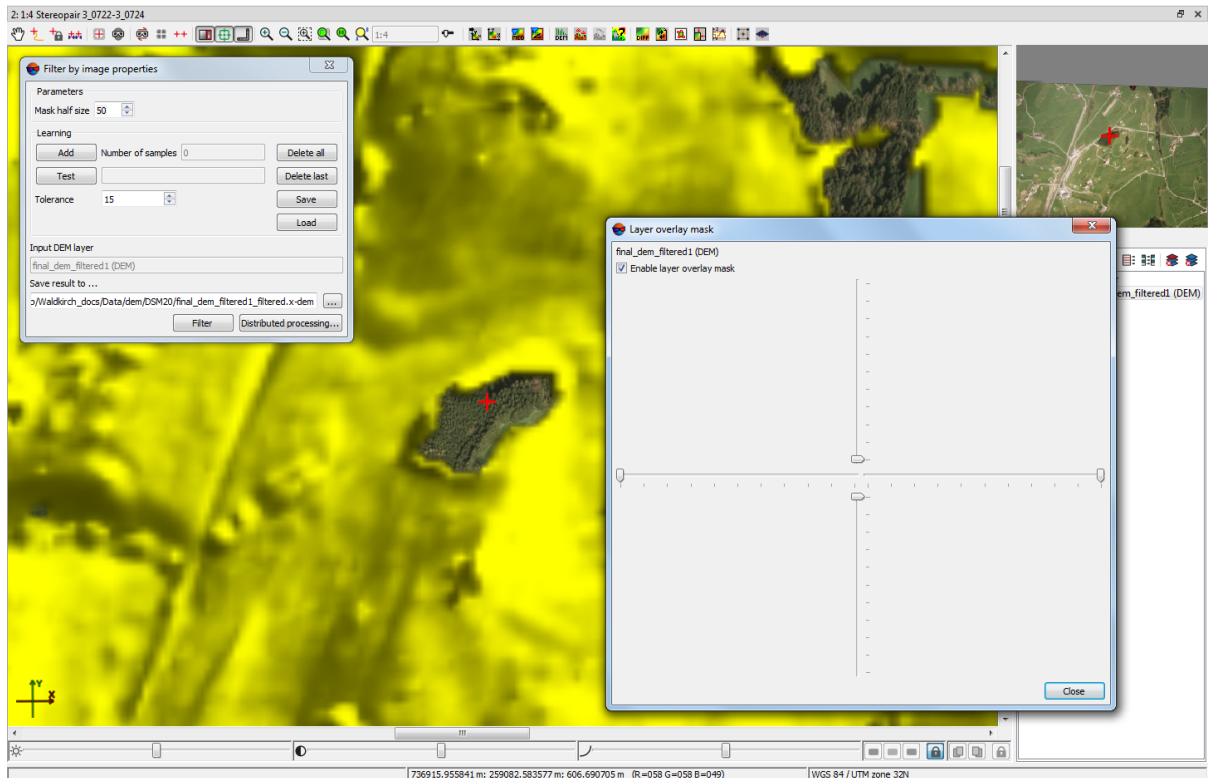 2: 1:4 Stereopair 3_0722-3_0724
1:4
Filter by image properties
Parameters
Mask half size 50
Learning
Add Number of samples 0 Delete all
Test Delete last
Tolerance 15 Save
Load
Input DEM layer
final_dem_filtered1 (DEM)
Save result to ...
o/Waldkirch_docs/Data/dem/DSM20/final_dem_filtered1_filtered.x-dem ...
Filter Distributed processing...
Layer overlay mask
final_dem_filtered1 (DEM)
Enable layer overlay mask
em_filtered1 (DEM)
Close
Y
X
736915.955841 m; 259082.583577 m; 606.690705 m (R=058 G=058 B=049) WGS 84 / UTM zone 32N